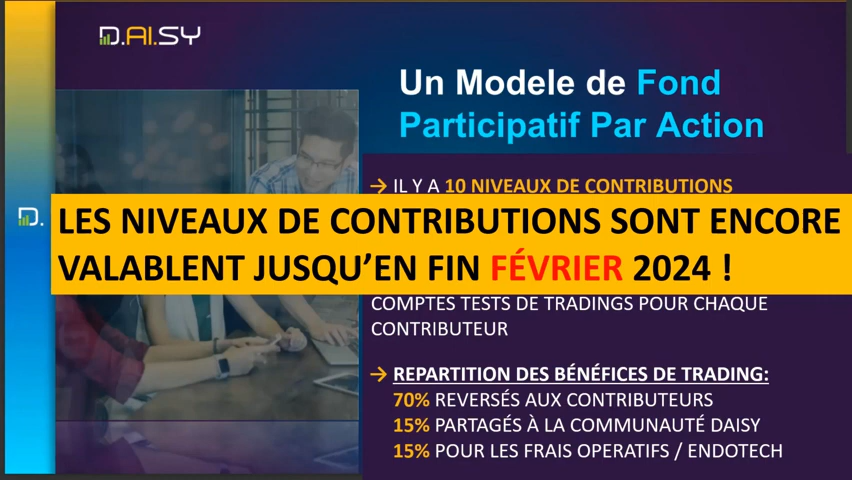 D.AI.SY
Un Modele de Fond
Participatif Par Action
→ IL Y A 10 NIVEAUX DE CONTRIBUTIONS
D.
LES NIVEAUX DE CONTRIBUTIONS SONT ENCORE
VALABLENT JUSQU’EN FIN FÉVRIER 2024 !
COMPTES TESTS DE TRADINGS POUR CHAQUE
CONTRIBUTEUR
→ REPARTITION DES BÉNÉFICES DE TRADING:
70% REVERSÉS AUX CONTRIBUTEURS
15% PARTAGÉS À LA COMMUNAUTÉ DAISY
15% POUR LES FRAIS OPERATIFS / ENDOTECH